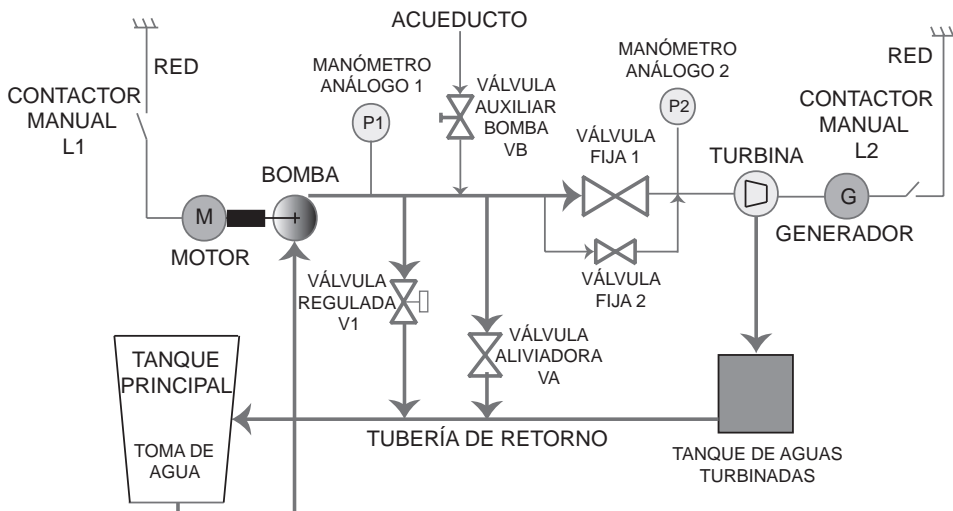 ACUEDUCTO
RED
CONTACTOR
MANUAL
L1
MANÓMETRO
ANÁLOGO 1
P1
VÁLVULA
AUXILIAR
BOMBA
VB
MANÓMETRO
ANÁLOGO 2
P2
RED
CONTACTOR
MANUAL
L2
VÁLVULA
FIJA 1
TURBINA
BOMBA
M
MOTOR
G
GENERADOR
VÁLVULA
FIJA 2
VÁLVULA
REGULADA
V1
VÁLVULA
ALIVIADORA
VA
TANQUE
PRINCIPAL
TOMA DE
AGUA
TUBERÍA DE RETORNO
TANQUE DE AGUAS
TURBINADAS